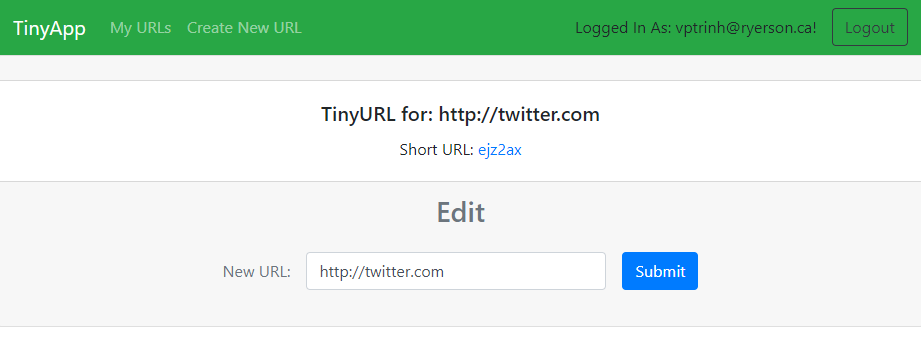 TinyApp My URLs Create New URL Logged In As: vptrinh@ryerson.ca! Logout
TinyURL for: http://twitter.com
Short URL: ejz2ax
Edit
New URL: http://twitter.com Submit